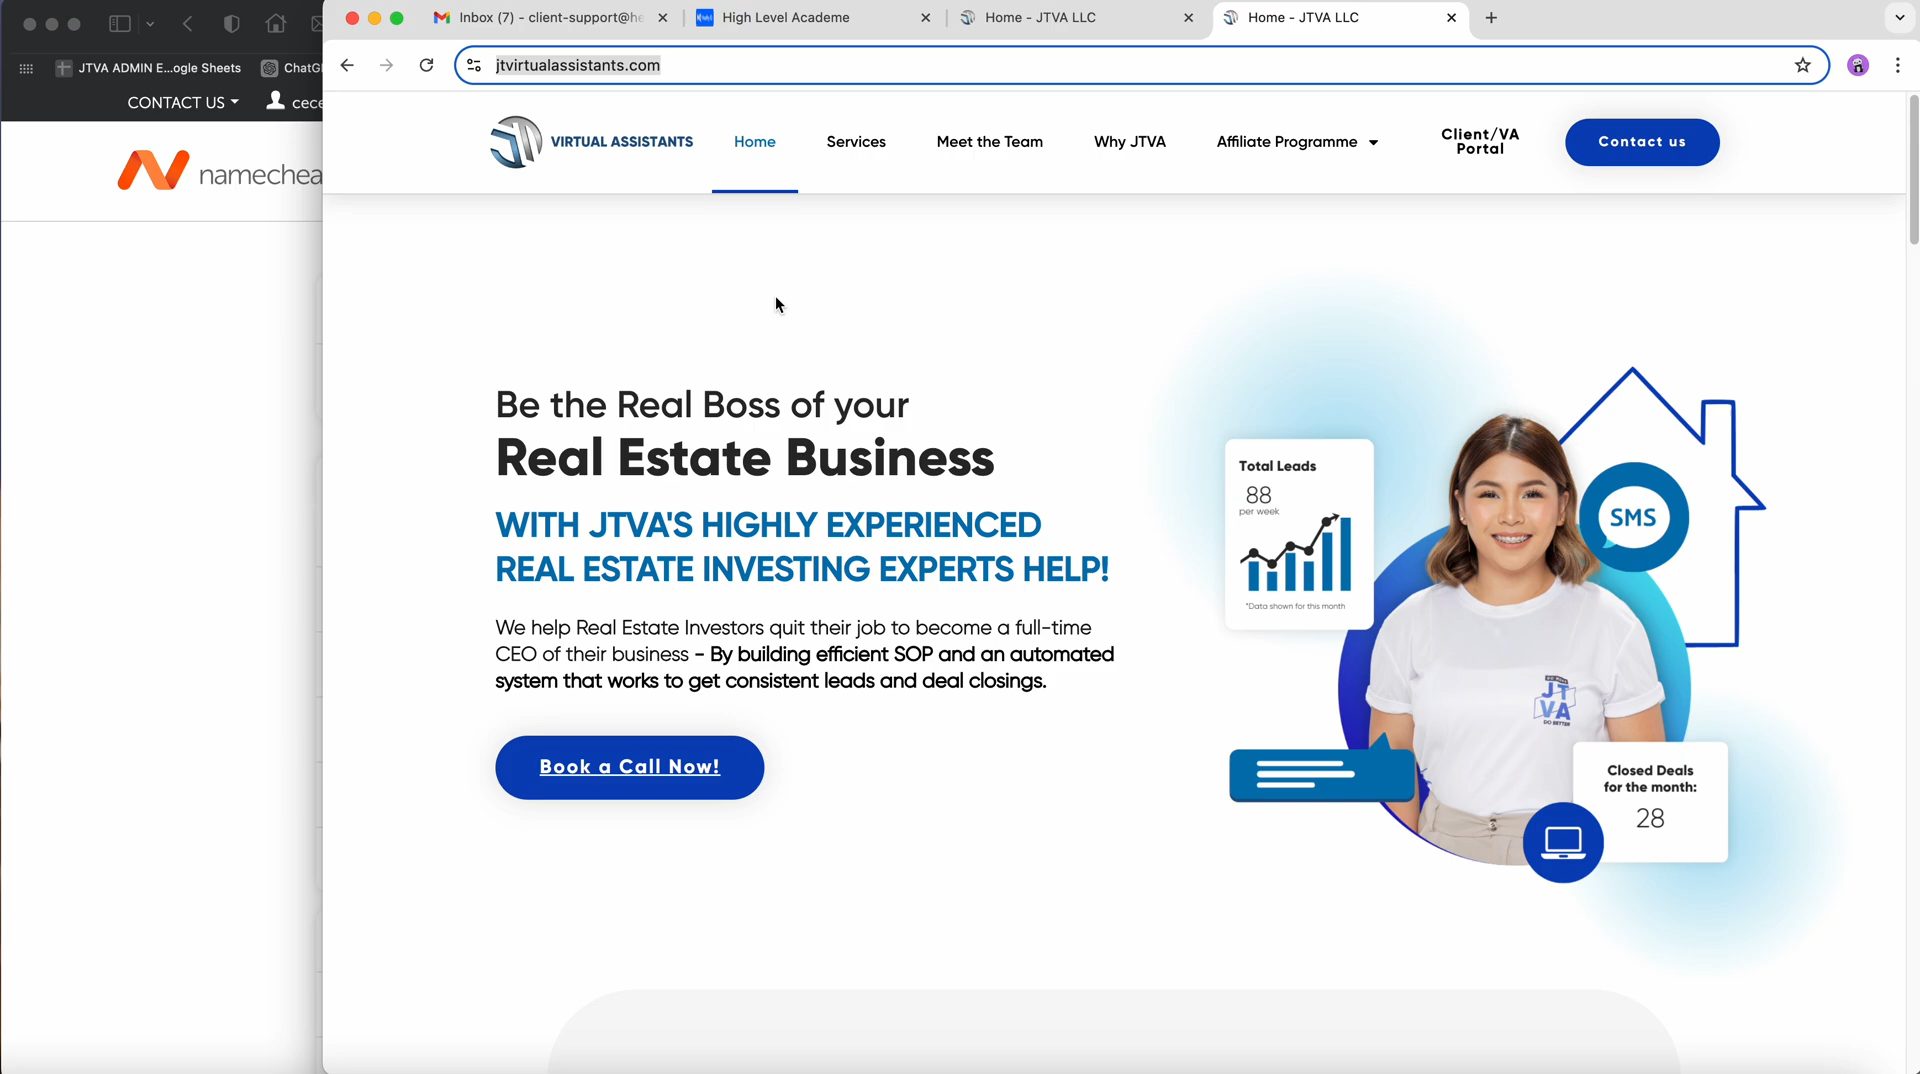 Inbox (7) - client-support@he
High Level Academe
Home - JTVA LLC
Home - JTVA LLC
JTVA ADMIN E...ogle Sheets
ChatG
jtvirtualassistants.com
CONTACT US
cece
namechea
VIRTUAL ASSISTANTS
Home
Services
Meet the Team
Why JTVA
Affiliate Programme
Client/VA
Portal
Contact us
Be the Real Boss of your
Real Estate Business
WITH JTVA'S HIGHLY EXPERIENCED
REAL ESTATE INVESTING EXPERTS HELP!
We help Real Estate Investors quit their job to become a full-time
CEO of their business - By building efficient SOP and an automated
system that works to get consistent leads and deal closings.
Book a Call Now!
Total Leads
88
per week
*Data shown for this month
SMS
JT
VA
DO BETTER
Closed Deals
for the month:
28